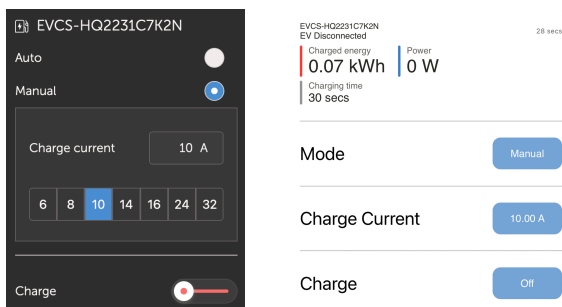 EVCS-HQ2231C7K2N
Auto
Manual
Charge current
10 A
6 8 10 14 16 24 32
Charge
EVCS-HQ2231C7K2N
28 secs
EV Disconnected
Charged energy
0.07 kWh
Power
0 W
Charging time
30 secs
Mode
Manual
Charge Current
10.00 A
Charge
Off